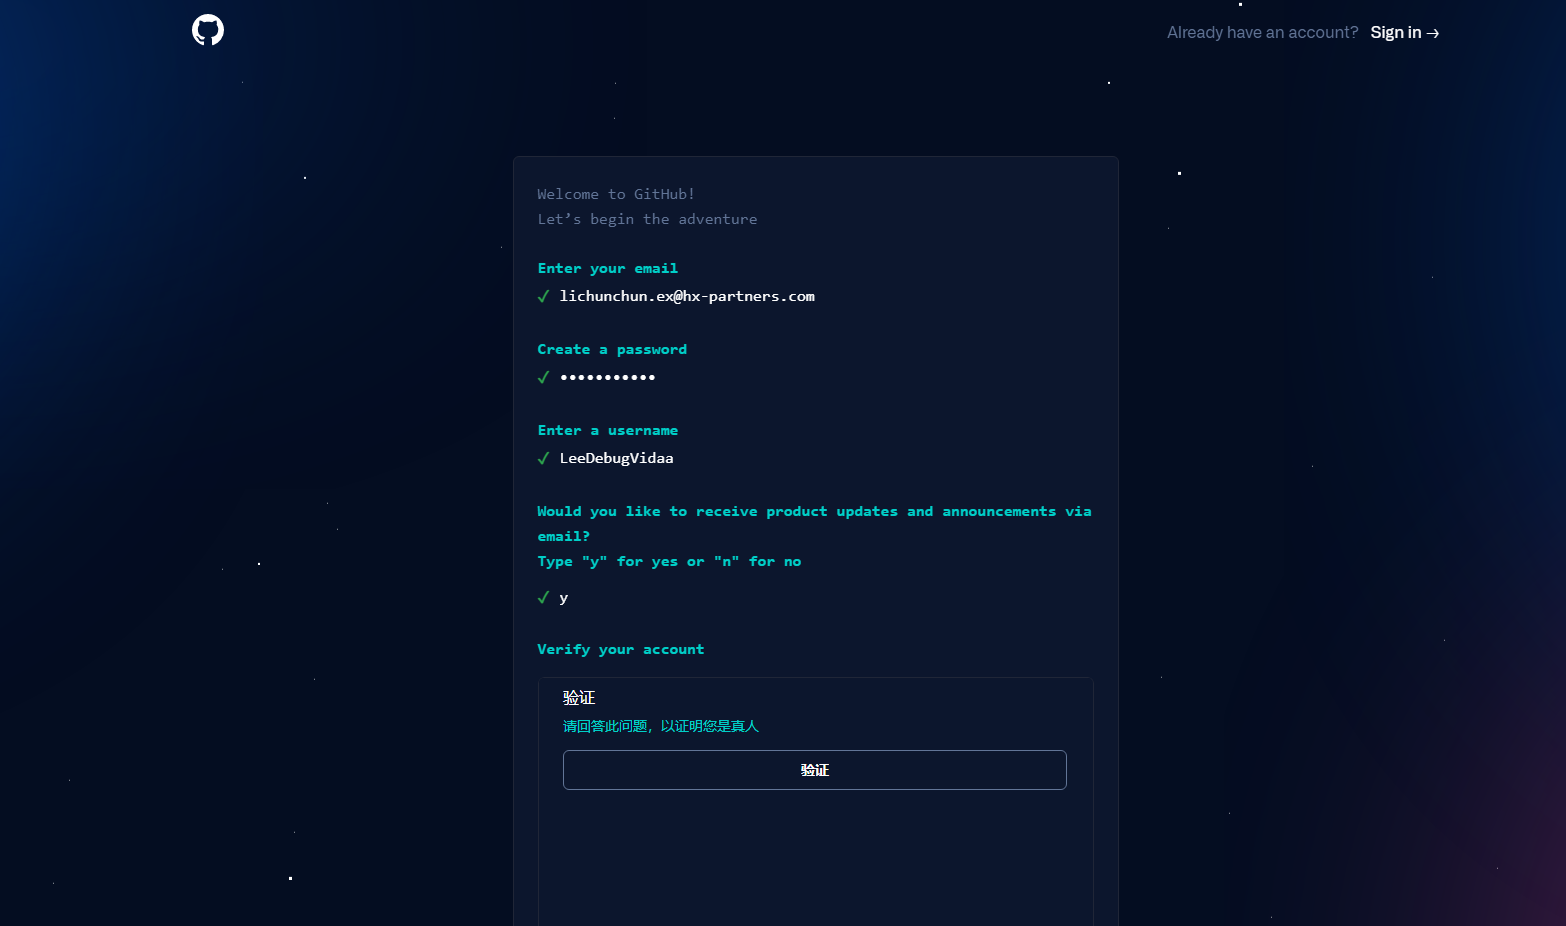 Already have an account? Sign in →
Welcome to GitHub!
Let’s begin the adventure
Enter your email
✓ lichunchun.ex@hx-partners.com
Create a password
✓ •••••••••••
Enter a username
✓ LeeDebugVidaa
Would you like to receive product updates and announcements via
email?
Type "y" for yes or "n" for no
✓ y
Verify your account
验证
请回答此问题，以证明您是真人
验证